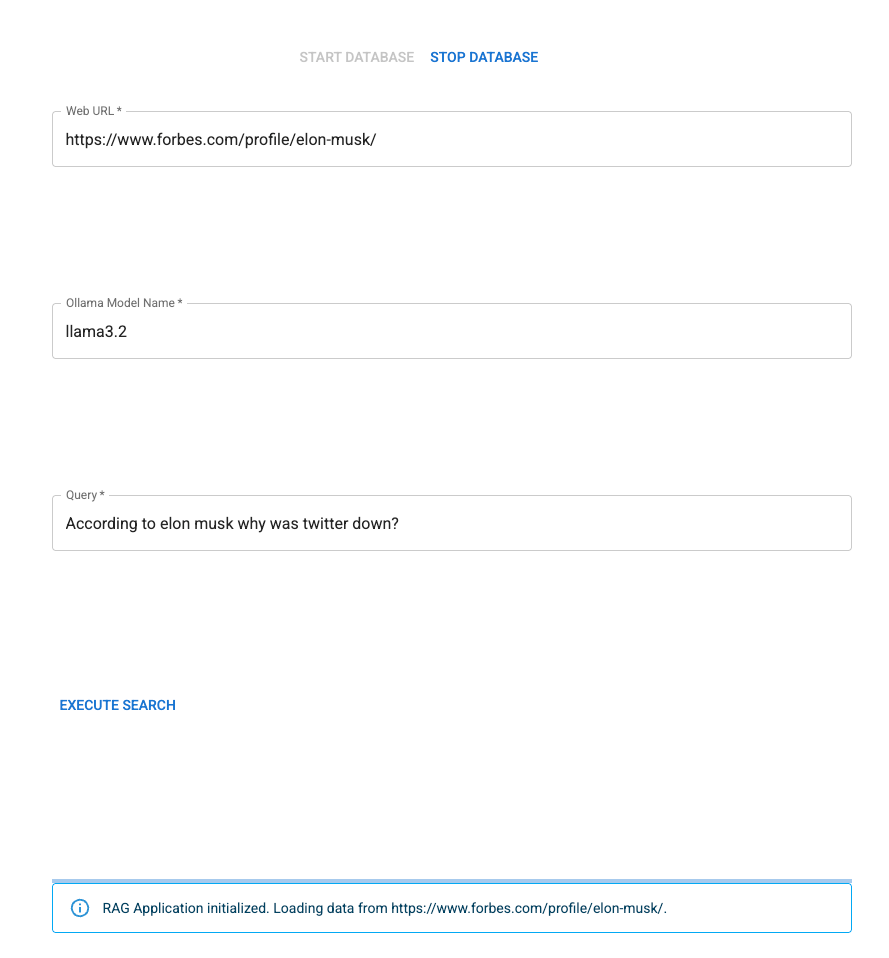 START DATABASE STOP DATABASE
Web URL *
https://www.forbes.com/profile/elon-musk/
Ollama Model Name *
llama3.2
Query *
According to elon musk why was twitter down?
EXECUTE SEARCH
RAG Application initialized. Loading data from https://www.forbes.com/profile/elon-musk/.